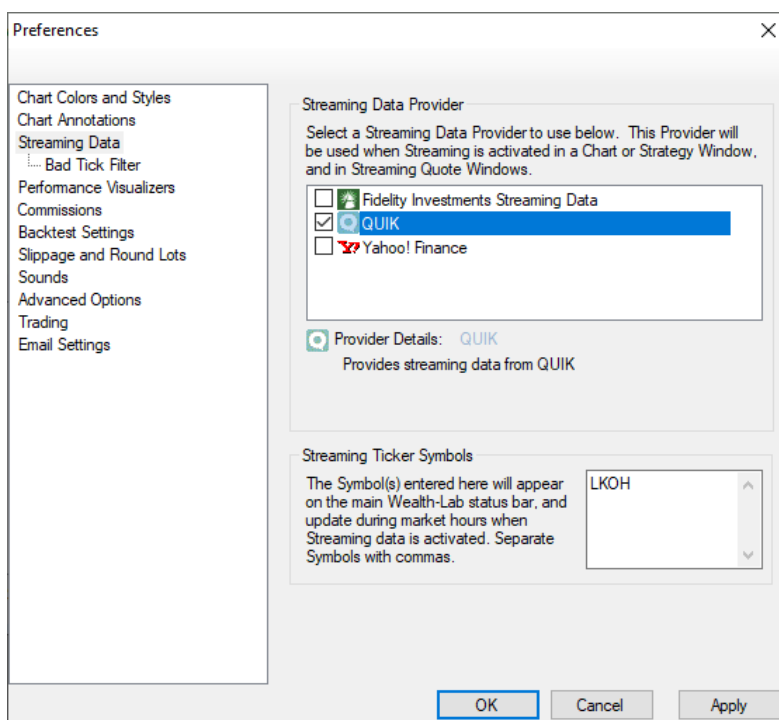 Preferences
Chart Colors and Styles
Chart Annotations
Streaming Data
Bad Tick Filter
Performance Visualizers
Commissions
Backtest Settings
Slippage and Round Lots
Sounds
Advanced Options
Trading
Email Settings
Streaming Data Provider
Select a Streaming Data Provider to use below. This Provider will
be used when Streaming is activated in a Chart or Strategy Window,
and in Streaming Quote Windows.
Fidelity Investments Streaming Data
QUIK
Yahoo! Finance
Provider Details: QUIK
Provides streaming data from QUIK
Streaming Ticker Symbols
The Symbol(s) entered here will appear
on the main Wealth-Lab status bar, and
update during market hours when
Streaming data is activated. Separate
Symbols with commas.
LKOH
OK
Cancel
Apply